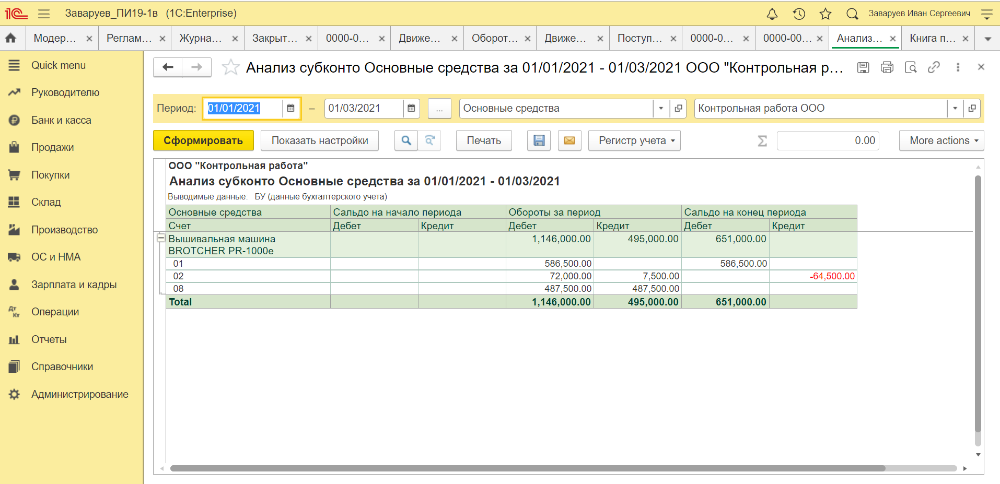 1С Заваруев_ПИ19-1в (1C:Enterprise) Заваруев Иван Сергеевич
Модер... Реглам... Журна... Закрыт... 0000-0... Движе... Оборот... Движе... Поступ... 0000-0... 0000-00... Анализ... Книга п...
Quick menu
Руководителю
Банк и касса
Продажи
Покупки
Склад
Производство
ОС и НМА
Зарплата и кадры
Дт Кт Операции
Отчеты
Справочники
Администрирование
Анализ субконто Основные средства за 01/01/2021 - 01/03/2021 ООО "Контрольная р...
Период: 01/01/2021 – 01/03/2021 ... Основные средства Контрольная работа ООО
Сформировать Показать настройки Печать Регистр учета Σ 0.00 More actions
ООО "Контрольная работа"
Анализ субконто Основные средства за 01/01/2021 - 01/03/2021
Выводимые данные: БУ (данные бухгалтерского учета)
Основные средства Сальдо на начало периода Обороты за период Сальдо на конец периода
Счет Дебет Кредит Дебет Кредит Дебет Кредит
Вышивальная машина 1,146,000.00 495,000.00 651,000.00
BROTCHER PR-1000e
01 586,500.00 586,500.00
02 72,000.00 7,500.00 -64,500.00
08 487,500.00 487,500.00
Total 1,146,000.00 495,000.00 651,000.00